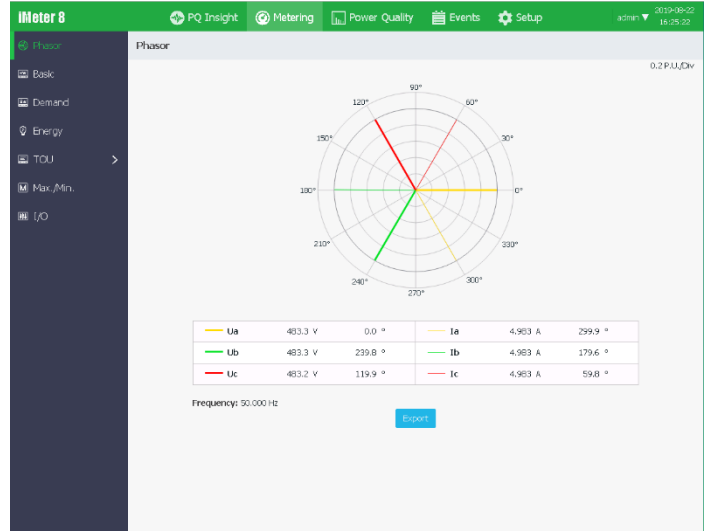 IMeter 8
PQ Insight
Metering
Power Quality
Events
Setup
admin ▼
2019-08-22
16:25:22
Phasor
Basic
Demand
Energy
TOU
Max./Min.
I/O
Phasor
0.2 P.U./Div
90°
120° 60°
150° 30°
180° 0°
210° 330°
240° 300°
270°
Ua 483.3 V 0.0 ° Ia 4.983 A 299.9 °
Ub 483.3 V 239.8 ° Ib 4.983 A 179.6 °
Uc 483.2 V 119.9 ° Ic 4.983 A 59.8 °
Frequency: 50.000 Hz
Export